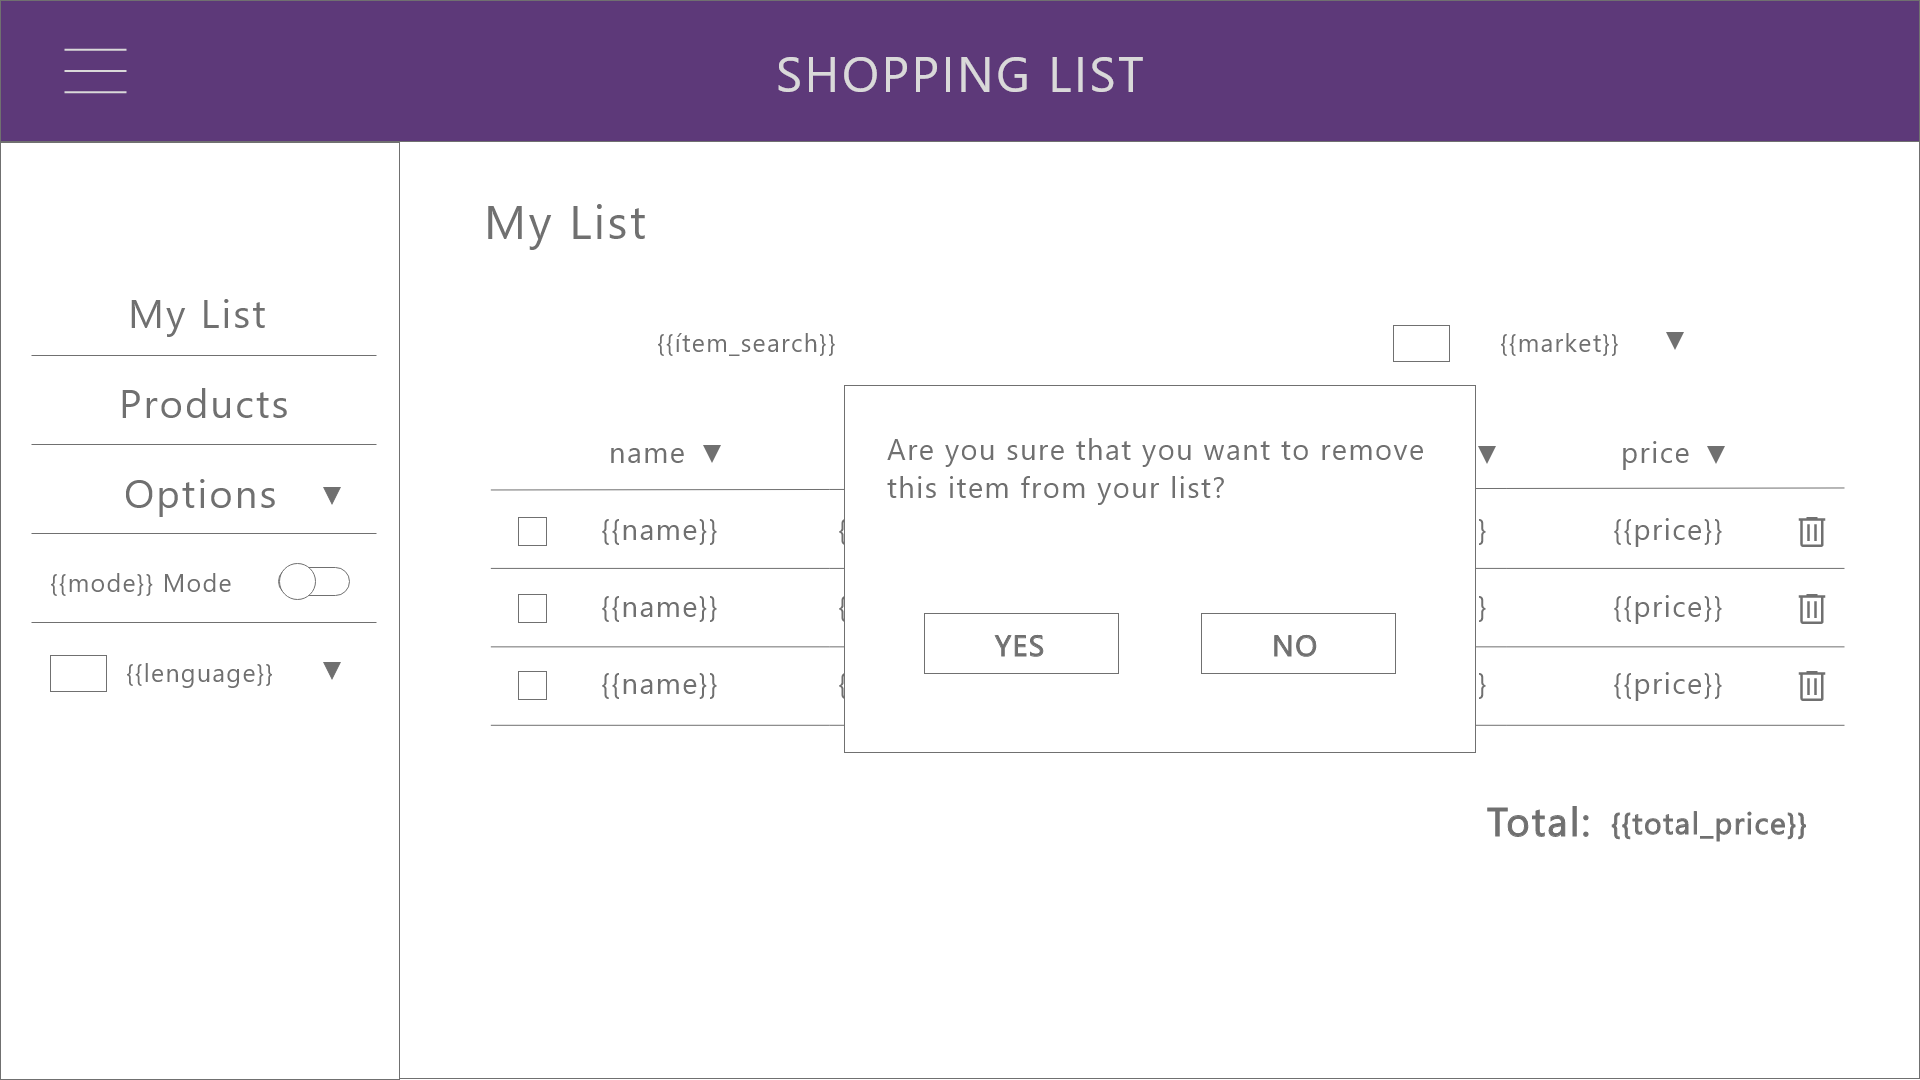 SHOPPING LIST
My List
Products
Options ▼
{{mode}} Mode
{{lenguage}} ▼
My List
{{ítem_search}}
{{market}} ▼
name ▼
▼
price ▼
{{name}} { } {{price}}
{{name}} { } {{price}}
{{name}} { } {{price}}
Are you sure that you want to remove
this item from your list?
YES
NO
Total: {{total_price}}